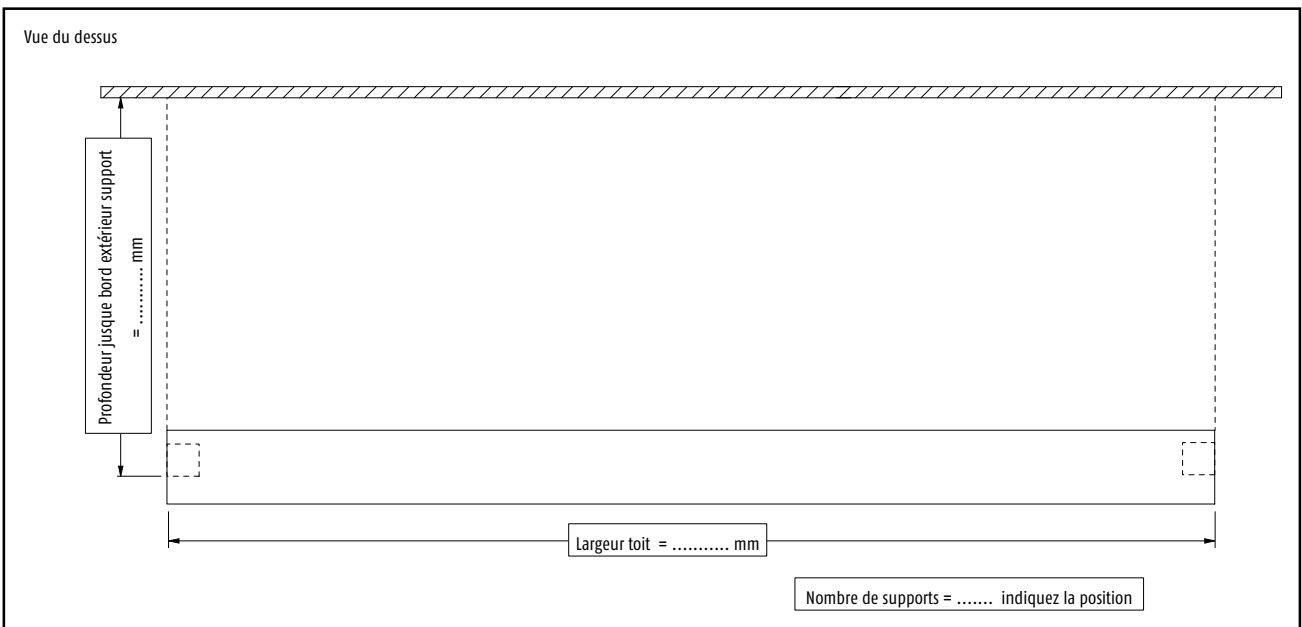 Vue du dessus
Profondeur jusque bord extérieur support
= ........... mm
Largeur toit = ........... mm
Nombre de supports = ....... indiquez la position